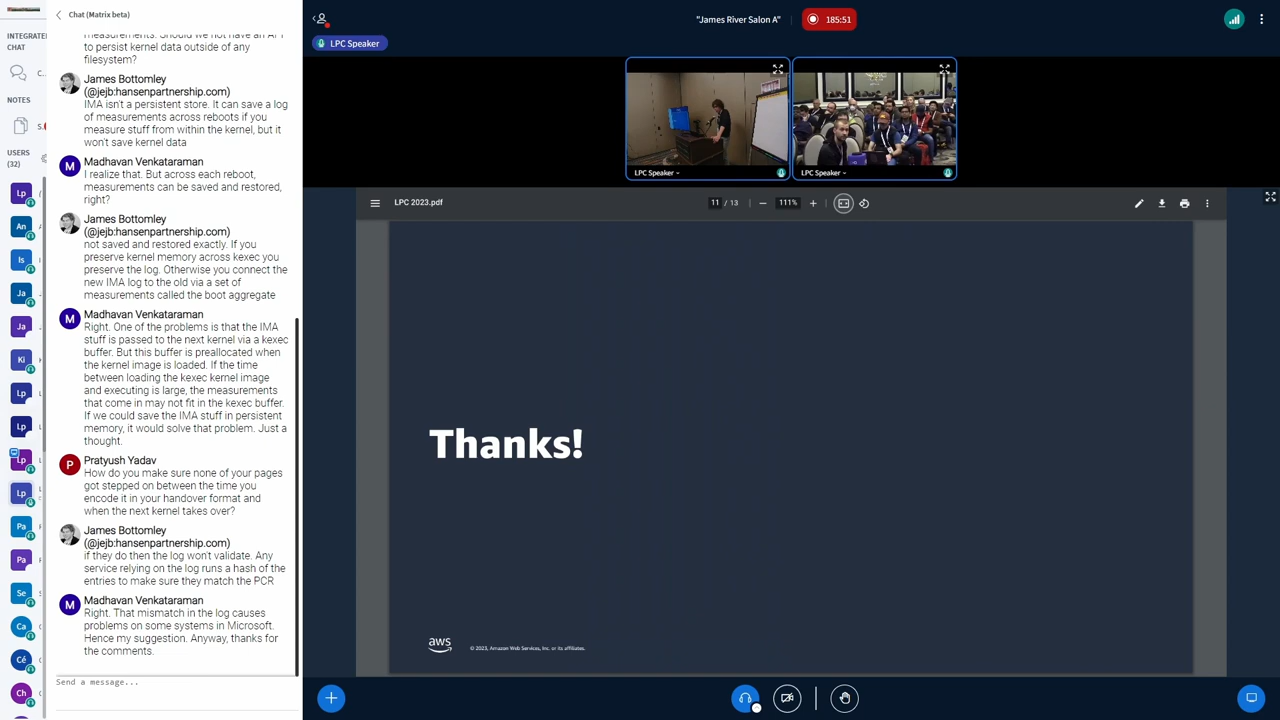 INTEGRATE
CHAT
NOTES
USERS
(32)
Chat (Matrix beta)
to persist kernel data outside of any
filesystem?
James Bottomley
(@jejb:hansenpartnership.com)
IMA isn't a persistent store. It can save a log
of measurements across reboots if you
measure stuff from within the kernel, but it
won't save kernel data
Madhavan Venkataraman
I realize that. But across each reboot,
measurements can be saved and restored,
right?
James Bottomley
(@jejb:hansenpartnership.com)
not saved and restored exactly. If you
preserve kernel memory across kexec you
preserve the log. Otherwise you connect the
new IMA log to the old via a set of
measurements called the boot aggregate
Madhavan Venkataraman
Right. One of the problems is that the IMA
stuff is passed to the next kernel via a kexec
buffer. But this buffer is preallocated when
the kernel image is loaded. If the time
between loading the kexec kernel image
and executing is large, the measurements
that come in may not fit in the kexec buffer.
If we could save the IMA stuff in persistent
memory, it would solve that problem. Just a
thought.
Pratyush Yadav
How do you make sure none of your pages
got stepped on between the time you
encode it in your handover format and
when the next kernel takes over?
James Bottomley
(@jejb:hansenpartnership.com)
if they do then the log won't validate. Any
service relying on the log runs a hash of the
entries to make sure they match the PCR
Madhavan Venkataraman
Right. That mismatch in the log causes
problems on some systems in Microsoft.
Hence my suggestion. Anyway, thanks for
the comments.
Send a message...
"James River Salon A"
185:51
LPC Speaker
LPC Speaker
LPC Speaker
LPC 2023.pdf
11 / 13
111%
Thanks!
aws
© 2023, Amazon Web Services, Inc. or its affiliates.